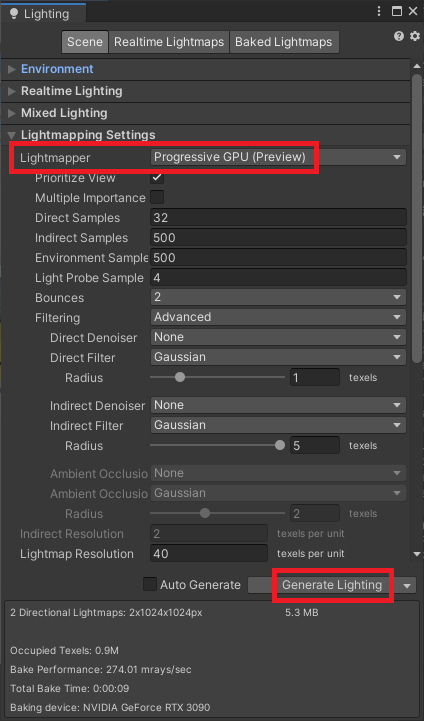 Lighting
Scene Realtime Lightmaps Baked Lightmaps
Environment
Realtime Lighting
Mixed Lighting
Lightmapping Settings
Lightmapper Progressive GPU (Preview)
Prioritize View
Multiple Importance
Direct Samples 32
Indirect Samples 500
Environment Sample 500
Light Probe Sample 4
Bounces 2
Filtering Advanced
Direct Denoiser None
Direct Filter Gaussian
Radius 1 texels
Indirect Denoiser None
Indirect Filter Gaussian
Radius 5 texels
Ambient Occlusio None
Ambient Occlusio Gaussian
Radius 2 texels
Indirect Resolution 2 texels per unit
Lightmap Resolution 40 texels per unit
Auto Generate Generate Lighting
2 Directional Lightmaps: 2x1024x1024px 5.3 MB
Occupied Texels: 0.9M
Bake Performance: 274.01 mrays/sec
Total Bake Time: 0:00:09
Baking device: NVIDIA GeForce RTX 3090